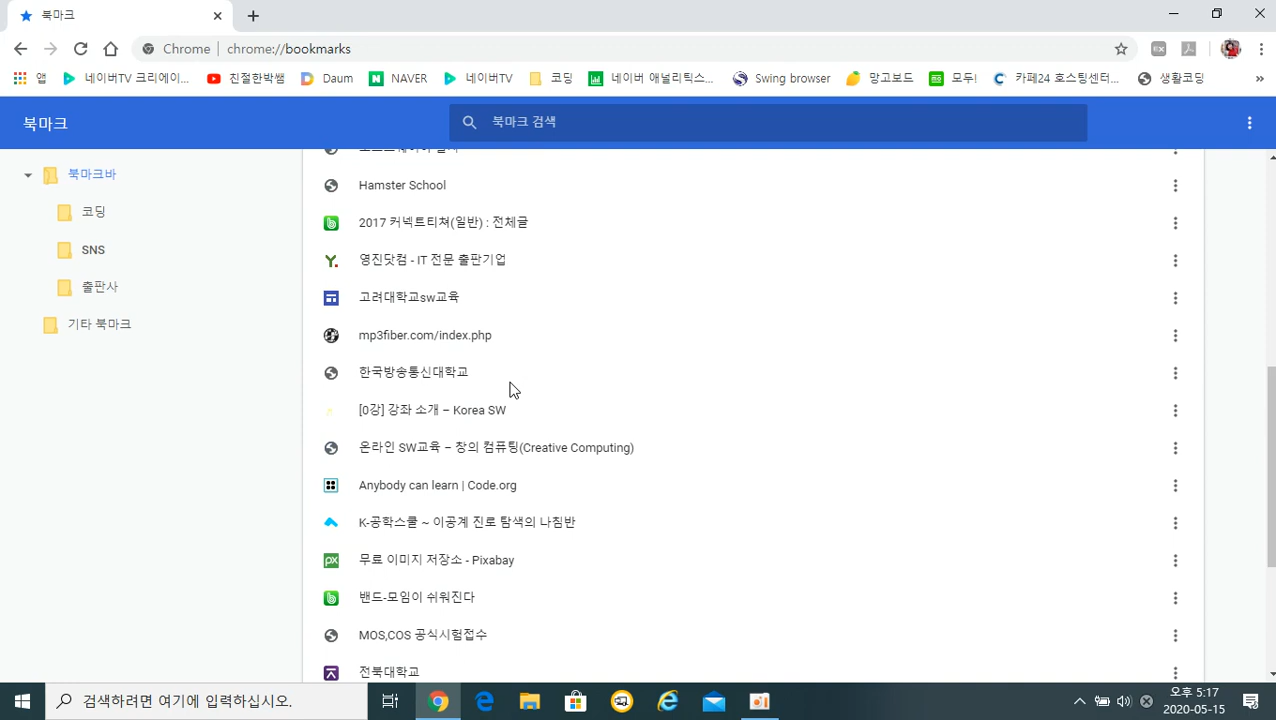 북마크
Chrome chrome://bookmarks
앱 네이버TV 크리에이... 친절한박쌤 Daum NAVER 네이버TV 코딩 네이버 애널리틱스... Swing browser 망고보드 모두! 카페24 호스팅센터... 생활코딩 »
북마크
북마크 검색
북마크바
코딩
SNS
출판사
기타 북마크
Hamster School
2017 커넥트티쳐(일반) : 전체글
영진닷컴 - IT 전문 출판기업
고려대학교sw교육
mp3fiber.com/index.php
한국방송통신대학교
[0강] 강좌 소개 – Korea SW
온라인 SW교육 – 창의 컴퓨팅(Creative Computing)
Anybody can learn | Code.org
K-공학스쿨 ~ 이공계 진로 탐색의 나침반
무료 이미지 저장소 - Pixabay
밴드-모임이 쉬워진다
MOS,COS 공식시험접수
전북대학교
검색하려면 여기에 입력하십시오.
오후 5:17
2020-05-15